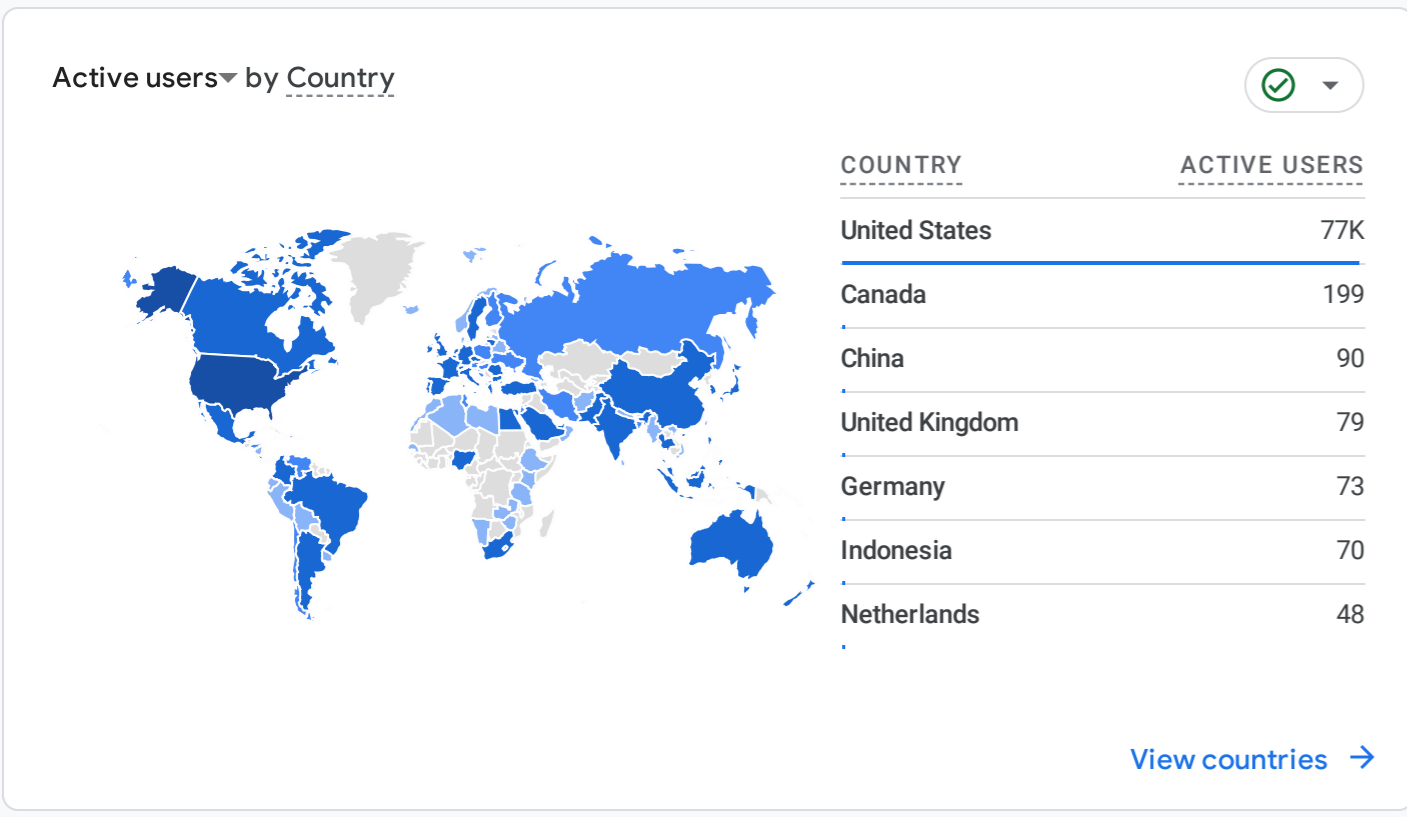 Active users by Country
COUNTRY ACTIVE USERS
United States 77K
Canada 199
China 90
United Kingdom 79
Germany 73
Indonesia 70
Netherlands 48
View countries